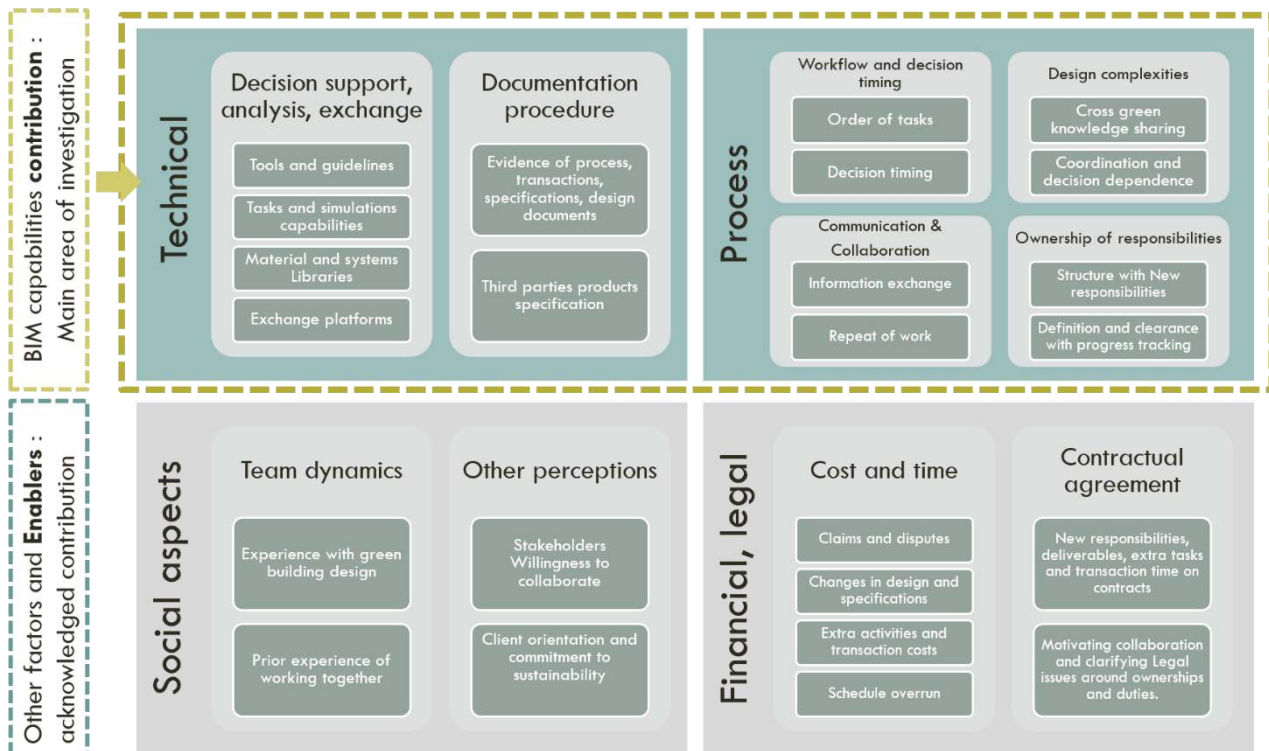 BIM capabilities contribution :
Main area of investigation
Technical
Decision support,
analysis, exchange
Tools and guidelines
Tasks and simulations
capabilities
Material and systems
Libraries
Exchange platforms
Documentation
procedure
Evidence of process,
transactions,
specifications, design
documents
Third parties products
specification
Process
Workflow and decision
timing
Order of tasks
Decision timing
Design complexities
Cross green
knowledge sharing
Coordination and
decision dependence
Communication &
Collaboration
Information exchange
Repeat of work
Ownership of responsibilities
Structure with New
responsibilities
Definition and clearance
with progress tracking
Other factors and Enablers :
acknowledged contribution
Social aspects
Team dynamics
Experience with green
building design
Prior experience of
working together
Other perceptions
Stakeholders
Willingness to
collaborate
Client orientation and
commitment to
sustainability
Financial, legal
Cost and time
Claims and disputes
Changes in design and
specifications
Extra activities and
transaction costs
Schedule overrun
Contractual
agreement
New responsibilities,
deliverables, extra tasks
and transaction time on
contracts
Motivating collaboration
and clarifying Legal
issues around ownerships
and duties.